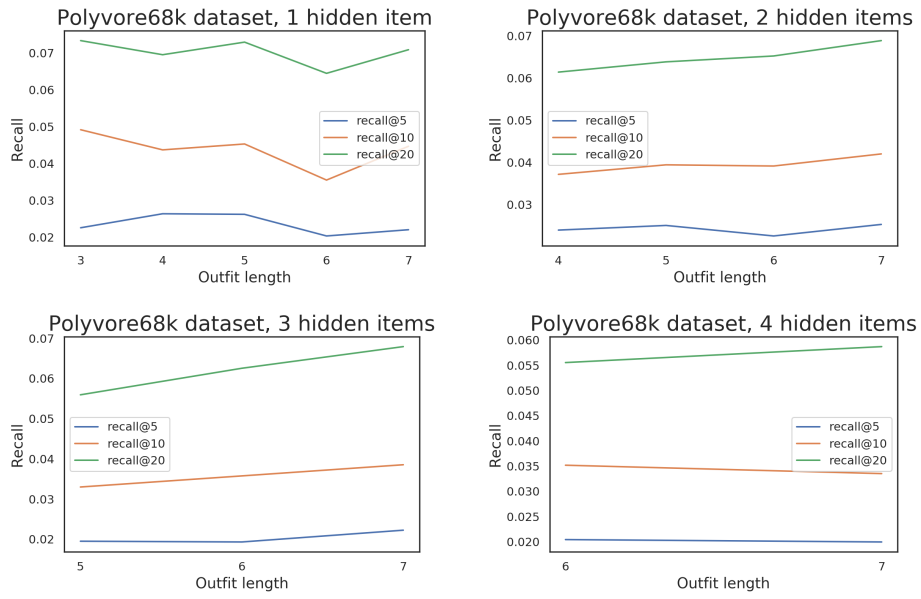 Polyvore68k dataset, 1 hidden item
0.07
0.06
0.05
0.04
0.03
0.02
Recall
recall@5
recall@10
recall@20
3 4 5 6 7
Outfit length
Polyvore68k dataset, 2 hidden items
0.07
0.06
0.05
0.04
0.03
Recall
recall@5
recall@10
recall@20
4 5 6 7
Outfit length
Polyvore68k dataset, 3 hidden items
0.07
0.06
0.05
0.04
0.03
0.02
Recall
recall@5
recall@10
recall@20
5 6 7
Outfit length
Polyvore68k dataset, 4 hidden items
0.060
0.055
0.050
0.045
0.040
0.035
0.030
0.025
0.020
Recall
recall@5
recall@10
recall@20
6 7
Outfit length